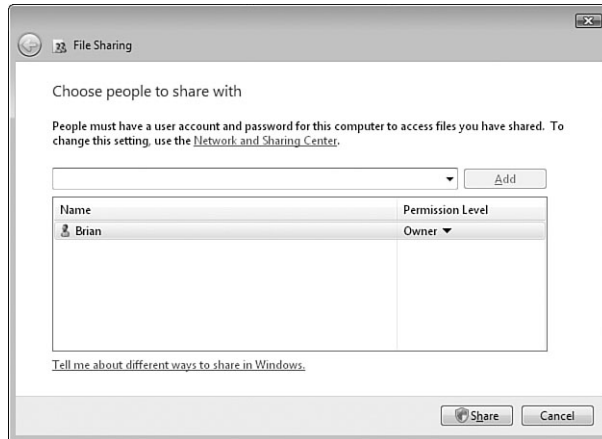 File Sharing
Choose people to share with
People must have a user account and password for this computer to access files you have shared. To
change this setting, use the Network and Sharing Center.
Add
Name Permission Level
Brian Owner
Tell me about different ways to share in Windows.
Share Cancel